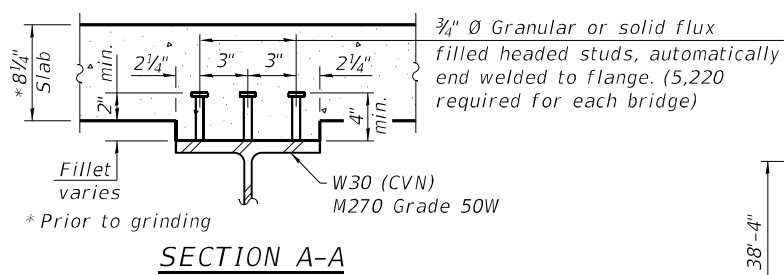 ¾" Ø Granular or solid flux
filled headed studs, automatically
end welded to flange. (5,220
required for each bridge)
*8¼"
Slab
2" min.
2¼"
3"
3"
2¼"
4"
min.
Fillet
varies
W30 (CVN)
M270 Grade 50W
* Prior to grinding
38'-4"
SECTION A-A